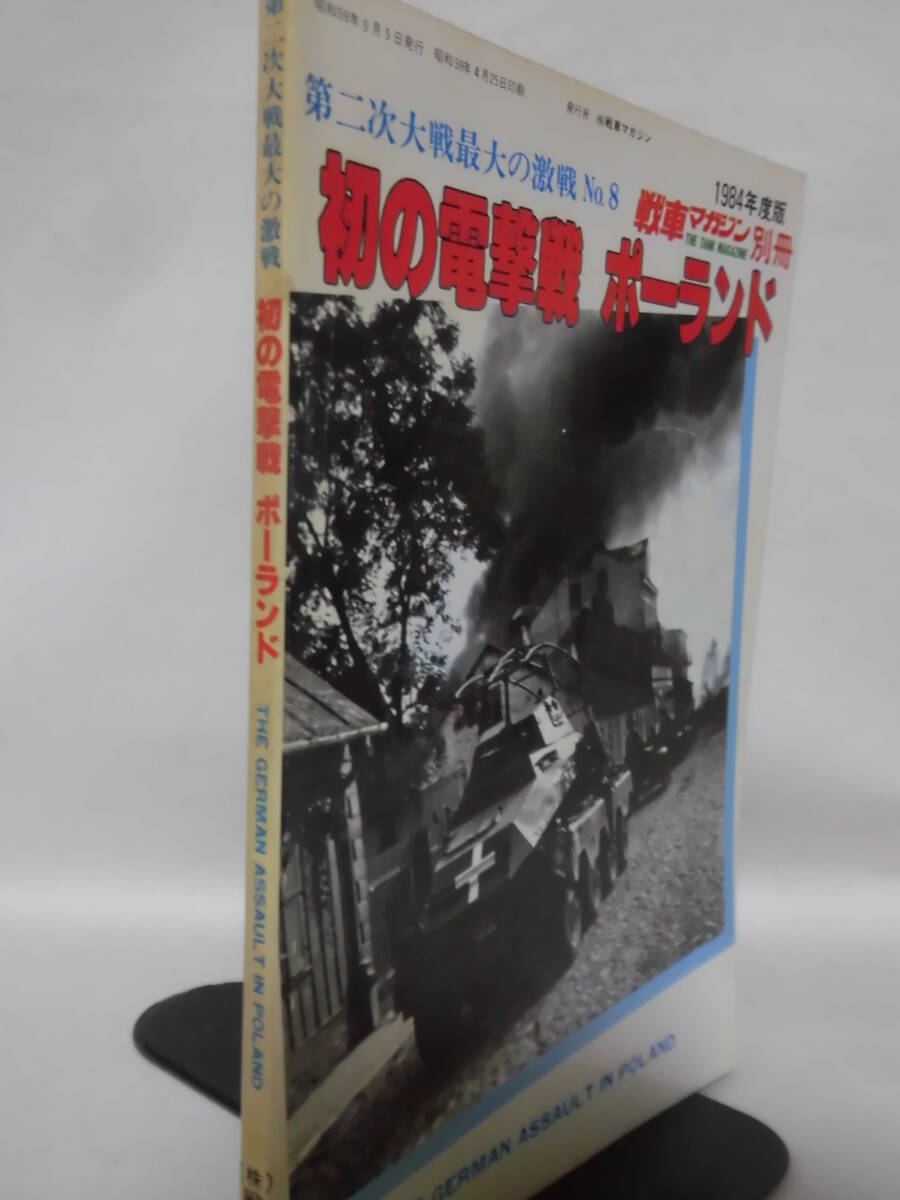 昭和59年5月5日発行 昭和59年4月25日印刷 発行所 ㈱戦車マガジン
第二次大戦最大の激戦 No.8
1984年度版
戦車マガジン別冊
THE TANK MAGAZINE
初の電撃戦 ポーランド
GERMAN ASSAULT IN POLAND
第二次大戦最大の激戦
初の電撃戦 ポーランド
THE GERMAN ASSAULT IN POLAND
(株)